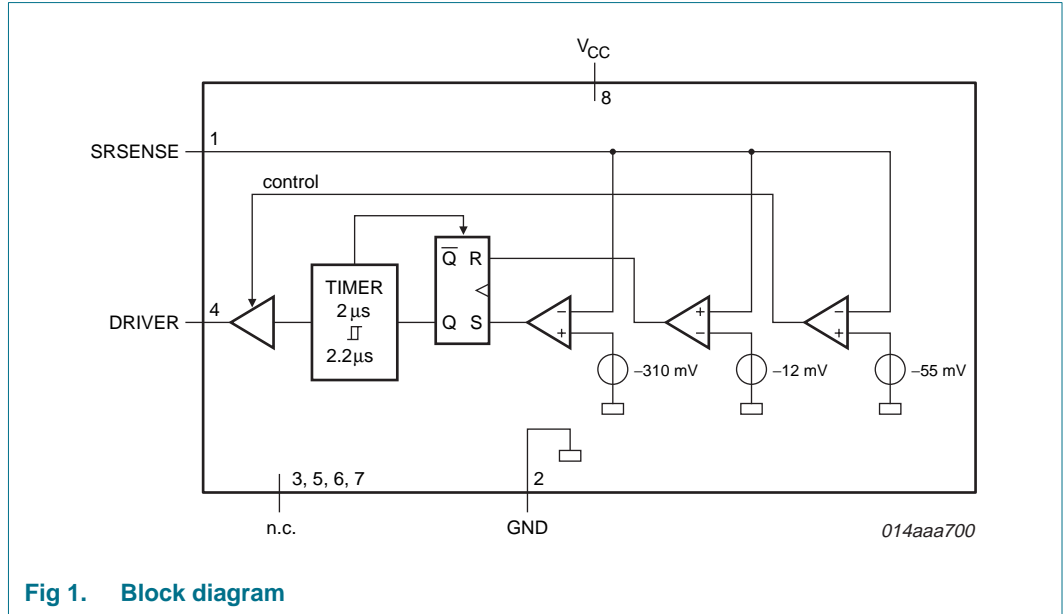 VCC
8
1
SRSENSE
control
Q R
TIMER
2 μs
2.2μs
4
DRIVER
Q S
−
+
+
−
−
+
−310 mV
−12 mV
−55 mV
3, 5, 6, 7
2
n.c.
GND
014aaa700
Fig 1. Block diagram